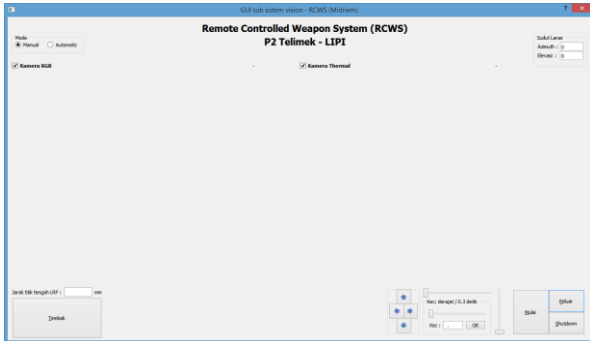 GUI sub sistem vision - RCWS (Midriem)
?
Remote Controlled Weapon System (RCWS)
P2 Telimek - LIPI
Mode
Manual Automatic
Sudut Laras
Azimuth : 0
Elevasi : 0
Kamera RGB - Kamera Thermal -
Jarak titik tengah LRF : mm
Tembak
Kec: derajat / 0.3 detik
Kec : . OK
Mulai
Keluar
Shutdown